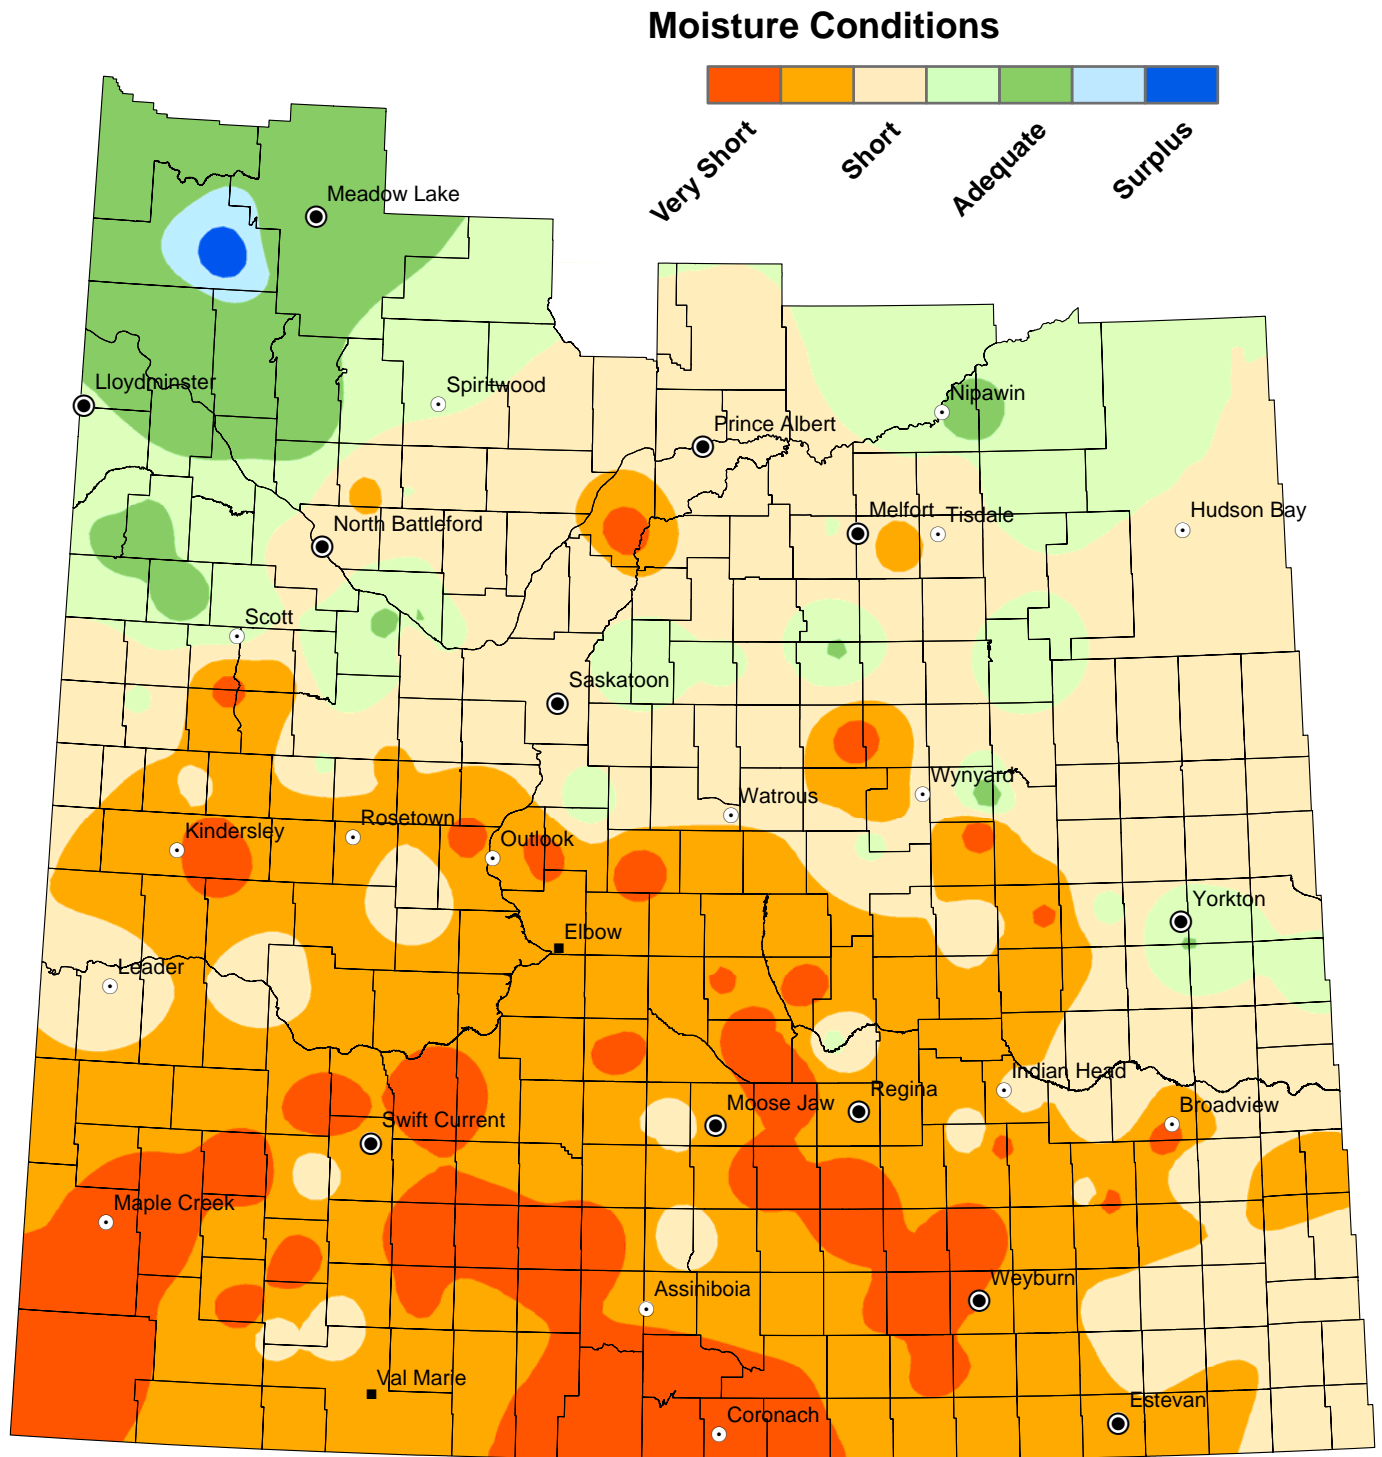 Moisture Conditions
Very Short
Short
Adequate
Surplus
Meadow Lake
Lloydminster
Spiritwood
Nipawin
Prince Albert
North Battleford
Melfort
Tisdale
Hudson Bay
Scott
Saskatoon
Wynyard
Watrous
Kindersley
Rosetown
Outlook
Yorkton
Elbow
Leader
Indian Head
Regina
Moose Jaw
Broadview
Swift Current
Maple Creek
Weyburn
Assiniboia
Val Marie
Estevan
Coronach